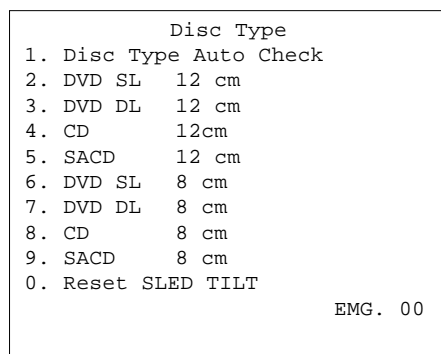 Disc Type
1. Disc Type Auto Check
2. DVD SL 12 cm
3. DVD DL 12 cm
4. CD 12cm
5. SACD 12 cm
6. DVD SL 8 cm
7. DVD DL 8 cm
8. CD 8 cm
9. SACD 8 cm
0. Reset SLED TILT
EMG. 00